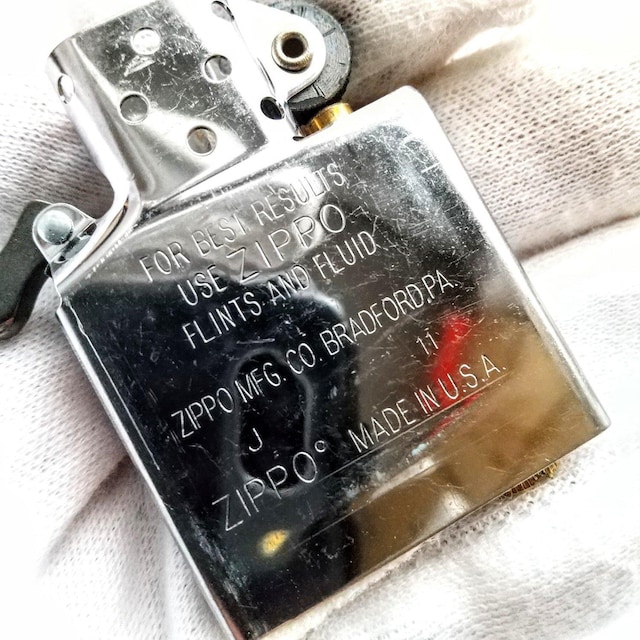 FOR BEST RESULTS
USE ZIPPO
FLINTS AND FLUID
ZIPPO MFG. CO. BRADFORD, PA.
J 11
ZIPPO® MADE IN U.S.A.